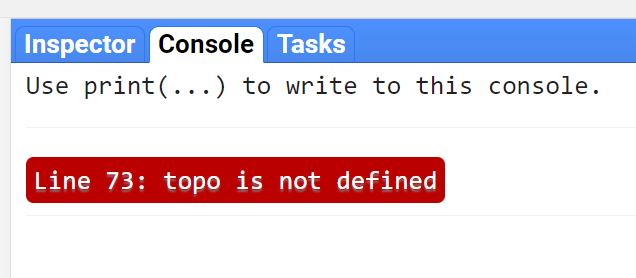 Inspector Console Tasks
Use print(...) to write to this console.
Line 73: topo is not defined